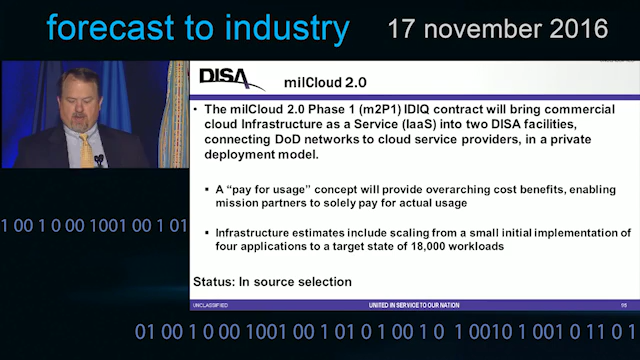 forecast to industry 17 november 2016
DISA
milCloud 2.0
• The milCloud 2.0 Phase 1 (m2P1) IDIQ contract will bring commercial
cloud Infrastructure as a Service (IaaS) into two DISA facilities,
connecting DoD networks to cloud service providers, in a private
deployment model.
▪ A “pay for usage” concept will provide overarching cost benefits, enabling
mission partners to solely pay for actual usage
▪ Infrastructure estimates include scaling from a small initial implementation of
four applications to a target state of 18,000 workloads
Status: In source selection
UNCLASSIFIED UNITED IN SERVICE TO OUR NATION
1 00 1 0 00 1001 00 1 01
01 00 1 0 00 1001 00 1 01 0 1 00 1 0 1 0010 1 001 0 11 0 1